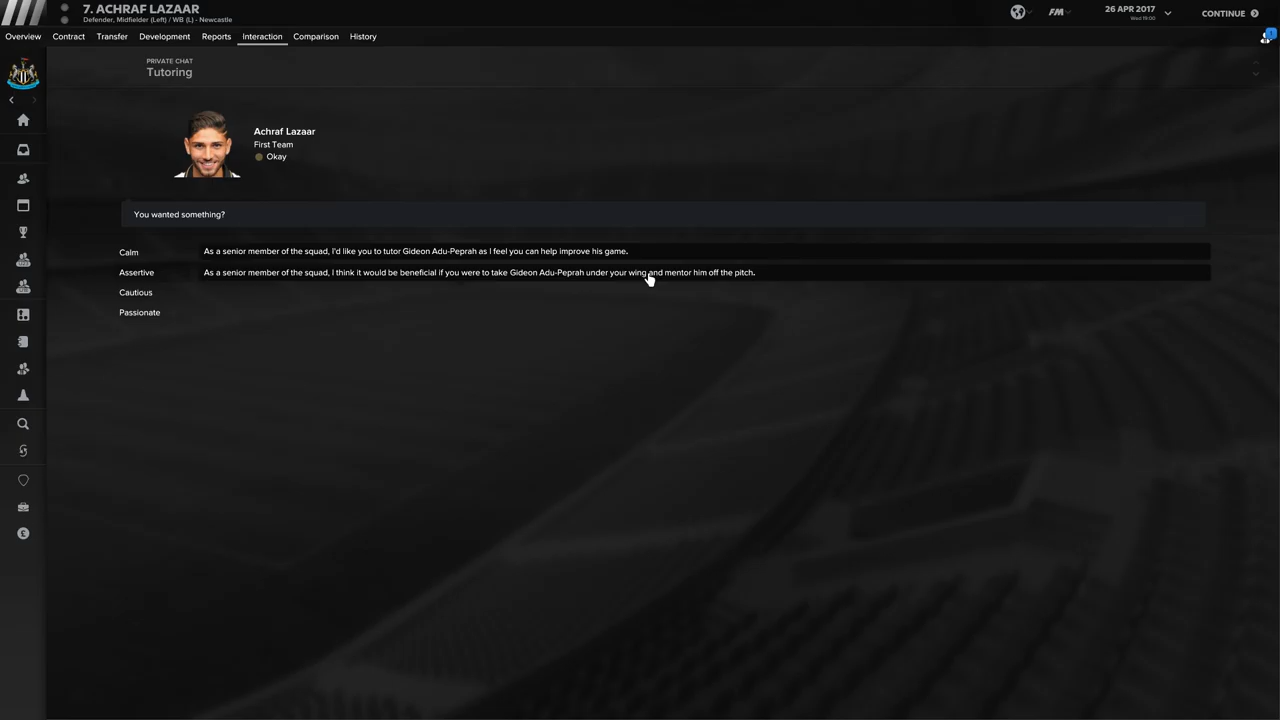 7. ACHRAF LAZAAR
Defender, Midfielder (Left) / WB (L) - Newcastle
FM
26 APR 2017
Wed 19:00
CONTINUE
Overview Contract Transfer Development Reports Interaction Comparison History
1
PRIVATE CHAT
Tutoring
Achraf Lazaar
First Team
Okay
You wanted something?
Calm As a senior member of the squad, I'd like you to tutor Gideon Adu-Peprah as I feel you can help improve his game.
Assertive As a senior member of the squad, I think it would be beneficial if you were to take Gideon Adu-Peprah under your wing and mentor him off the pitch.
Cautious
Passionate